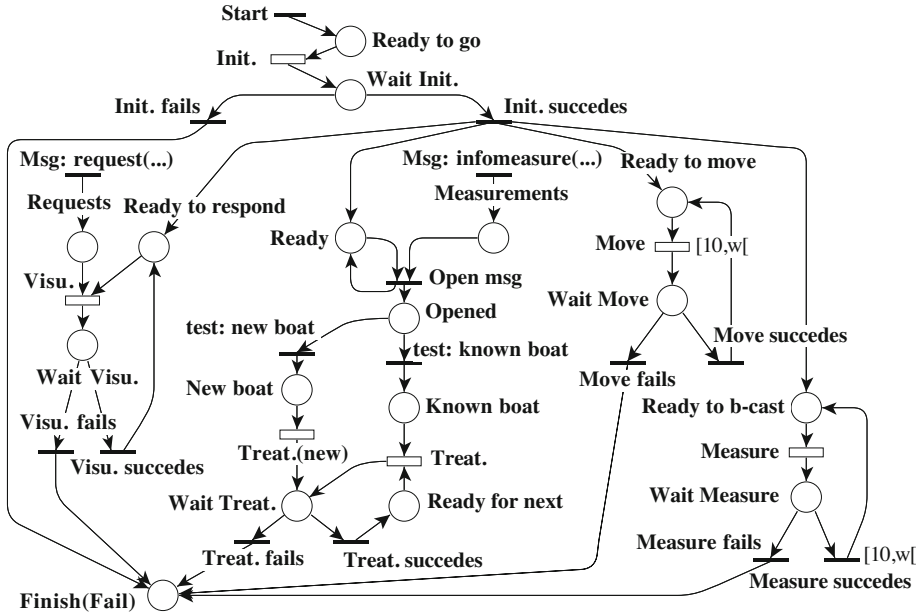 Start
Ready to go
Init.
Wait Init.
Init. fails
Init. succedes
Msg: request(...)
Msg: infomeasure(...)
Ready to move
Requests
Ready to respond
Measurements
Ready
Move
[10,w[
Visu.
Open msg
Wait Move
Opened
test: new boat
Move succedes
test: known boat
Wait Visu.
New boat
Move fails
Known boat
Ready to b-cast
Visu. fails
Treat.(new)
Treat.
Measure
Visu. succedes
Wait Treat.
Ready for next
Wait Measure
Treat. fails
Treat. succedes
Measure fails
[10,w[
Measure succedes
Finish(Fail)